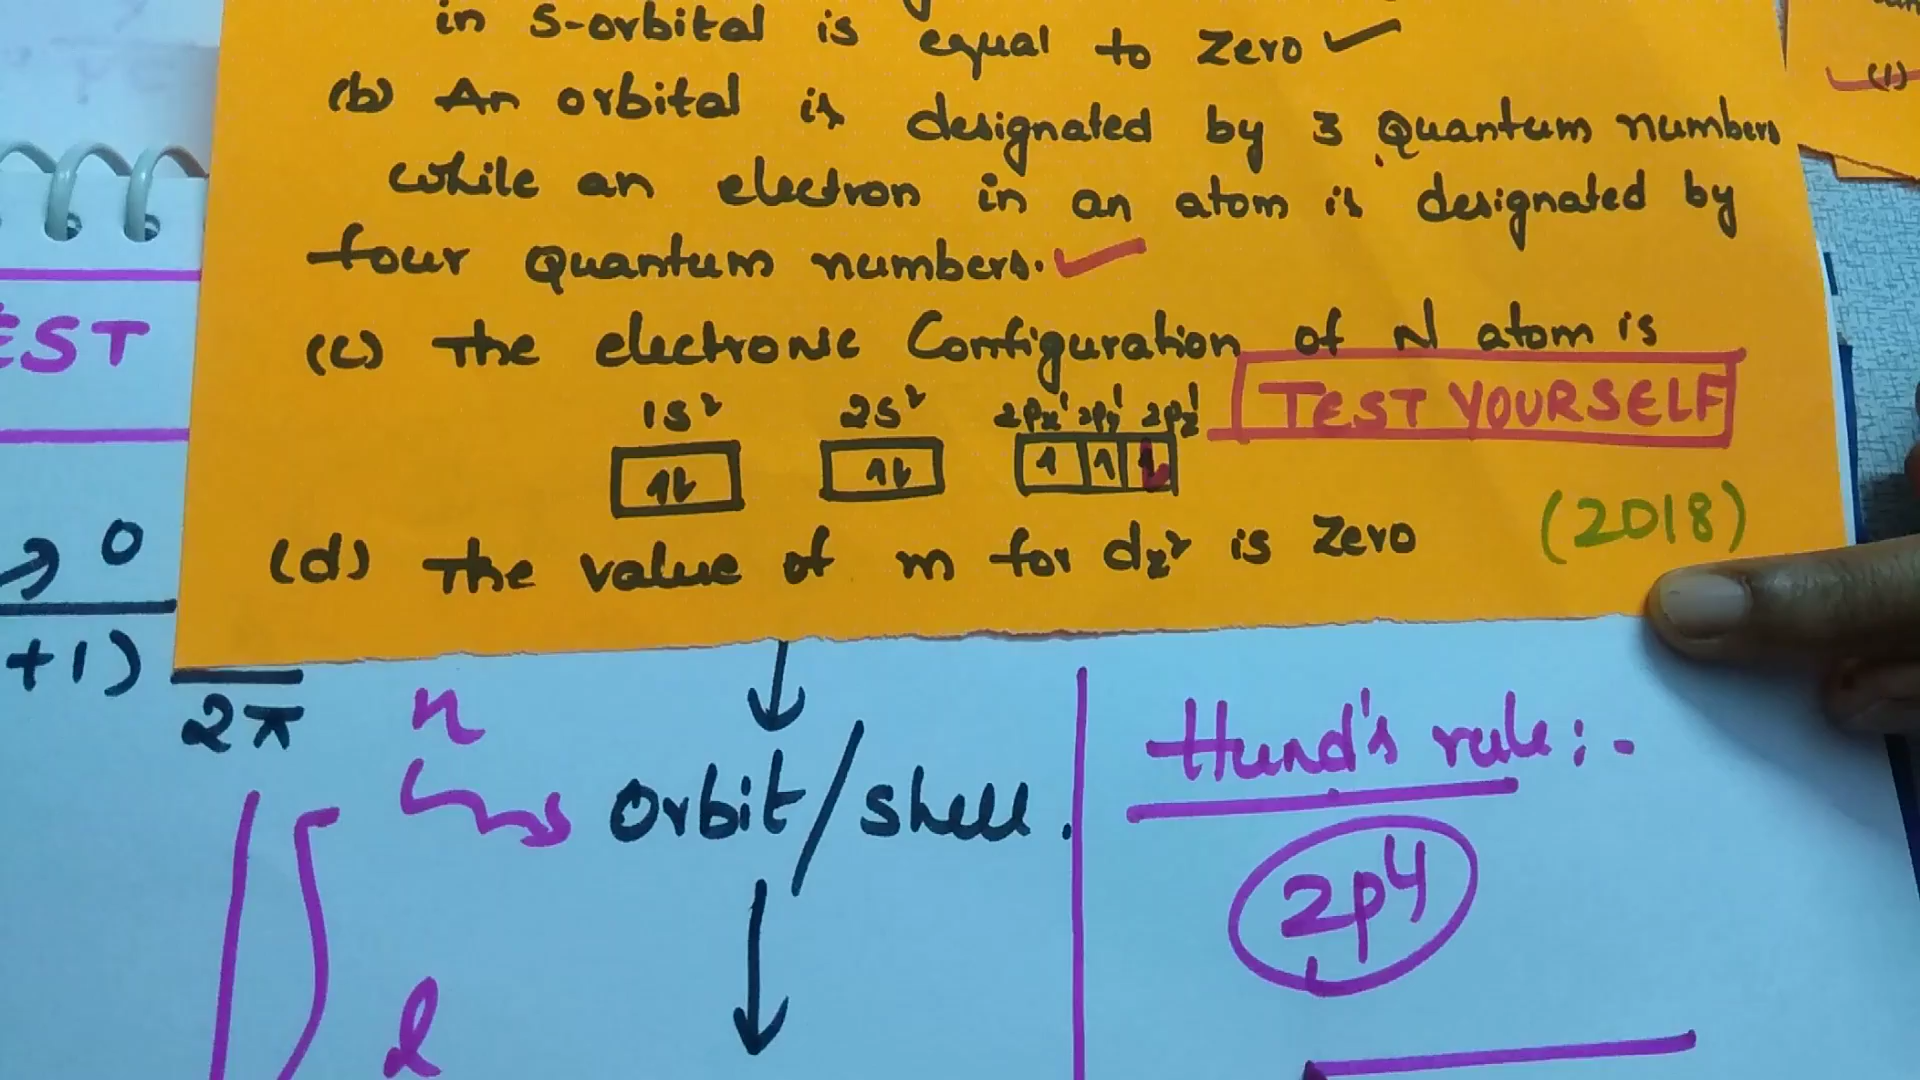 in s-orbital is equal to zero ✓
(b) An orbital is designated by 3 Quantum numbers
while an electron in an atom is designated by
four Quantum numbers. ✓
(c) The electronic Configuration of N atom is
1s² 2s² 2px¹ 2py¹ 2pz¹
TEST YOURSELF
↿⇂ ↿⇂ ↿ ↿
(d) The value of m for dz² is zero
(2018)
(1)
EST
→ 0
+1)
2π
n
Orbit/shell.
l
Hund's rule:-
2p⁴